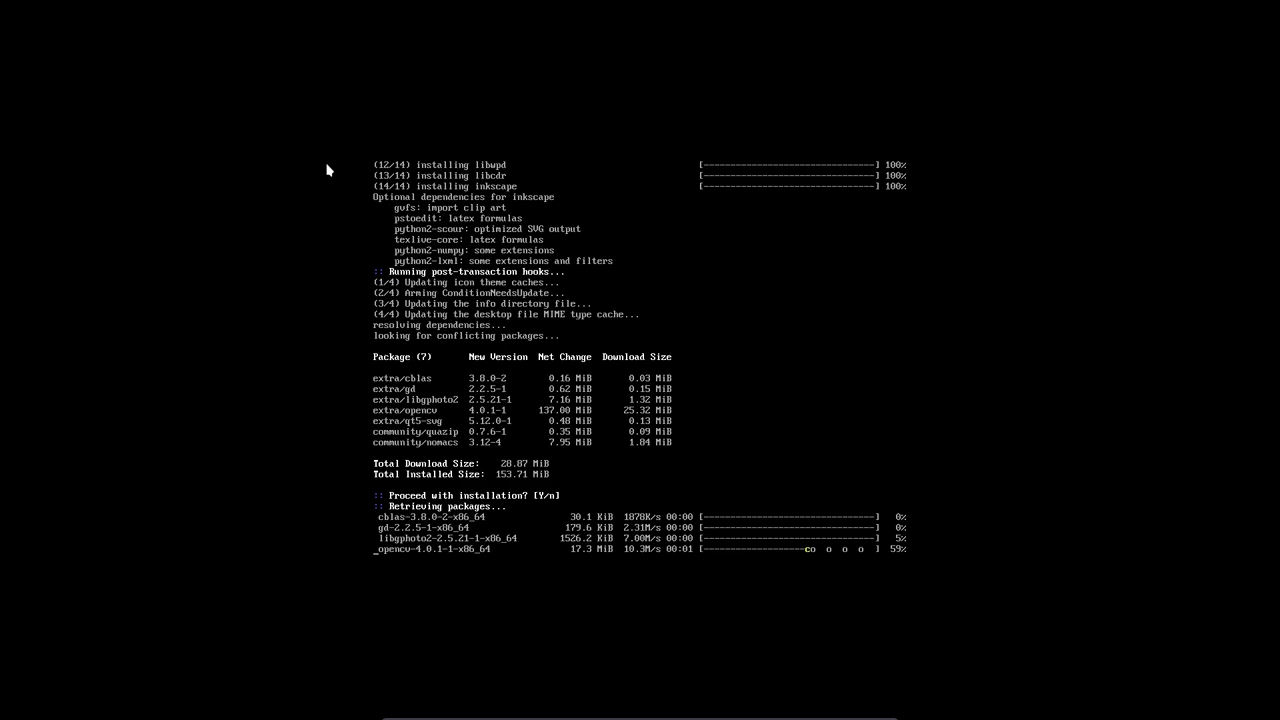 (12/14) installing libwpd [--------------------------------] 100%
(13/14) installing libcdr [--------------------------------] 100%
(14/14) installing inkscape [--------------------------------] 100%
Optional dependencies for inkscape
gvfs: import clip art
pstoedit: latex formulas
python2-scour: optimized SVG output
texlive-core: latex formulas
python2-numpy: some extensions
python2-lxml: some extensions and filters
:: Running post-transaction hooks...
(1/4) Updating icon theme caches...
(2/4) Arming ConditionNeedsUpdate...
(3/4) Updating the info directory file...
(4/4) Updating the desktop file MIME type cache...
resolving dependencies...
looking for conflicting packages...
Package (7) New Version Net Change Download Size
extra/cblas 3.8.0-2 0.16 MiB 0.03 MiB
extra/gd 2.2.5-1 0.62 MiB 0.15 MiB
extra/libgphoto2 2.5.21-1 7.16 MiB 1.32 MiB
extra/opencv 4.0.1-1 137.00 MiB 25.32 MiB
extra/qt5-svg 5.12.0-1 0.48 MiB 0.13 MiB
community/quazip 0.7.6-1 0.35 MiB 0.09 MiB
community/nomacs 3.12-4 7.95 MiB 1.84 MiB
Total Download Size: 28.87 MiB
Total Installed Size: 153.71 MiB
:: Proceed with installation? [Y/n]
:: Retrieving packages...
cblas-3.8.0-2-x86_64 30.1 KiB 1878K/s 00:00 [--------------------------------] 0%
gd-2.2.5-1-x86_64 179.6 KiB 2.31M/s 00:00 [--------------------------------] 0%
libgphoto2-2.5.21-1-x86_64 1526.2 KiB 7.00M/s 00:00 [--------------------------------] 5%
_opencv-4.0.1-1-x86_64 17.3 MiB 10.3M/s 00:01 [-------------------co  o  o  o  ] 59%